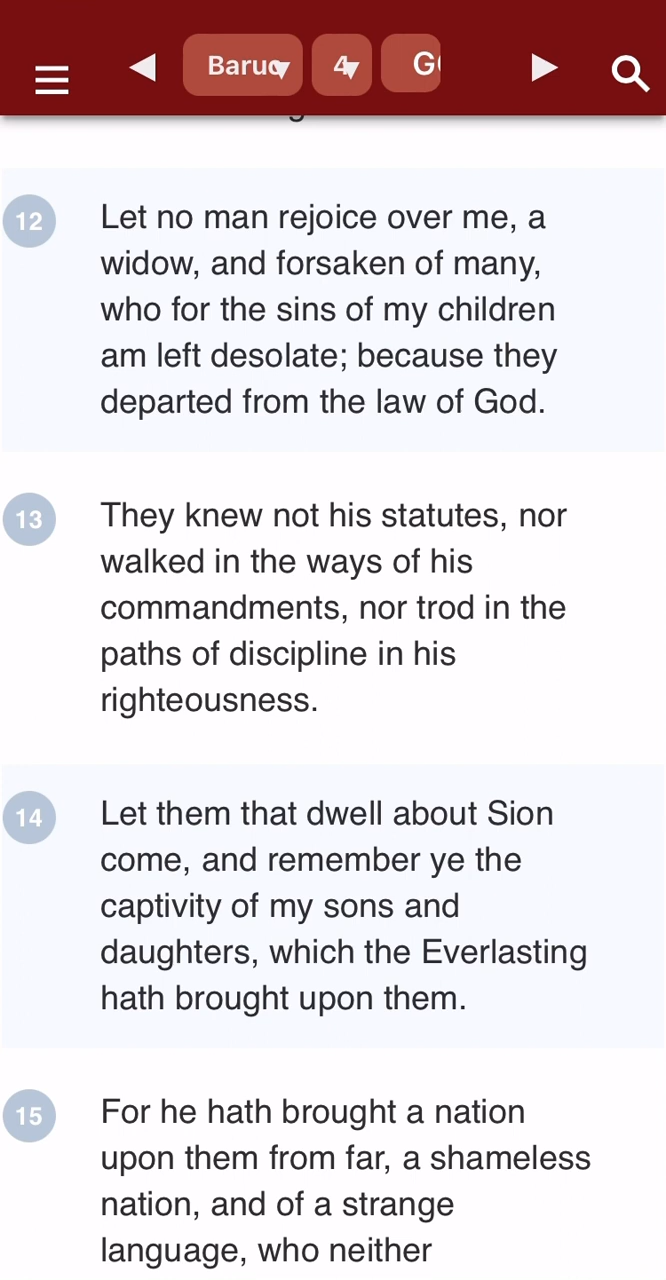 Baruc
4
G
12
Let no man rejoice over me, a
widow, and forsaken of many,
who for the sins of my children
am left desolate; because they
departed from the law of God.
13
They knew not his statutes, nor
walked in the ways of his
commandments, nor trod in the
paths of discipline in his
righteousness.
14
Let them that dwell about Sion
come, and remember ye the
captivity of my sons and
daughters, which the Everlasting
hath brought upon them.
15
For he hath brought a nation
upon them from far, a shameless
nation, and of a strange
language, who neither